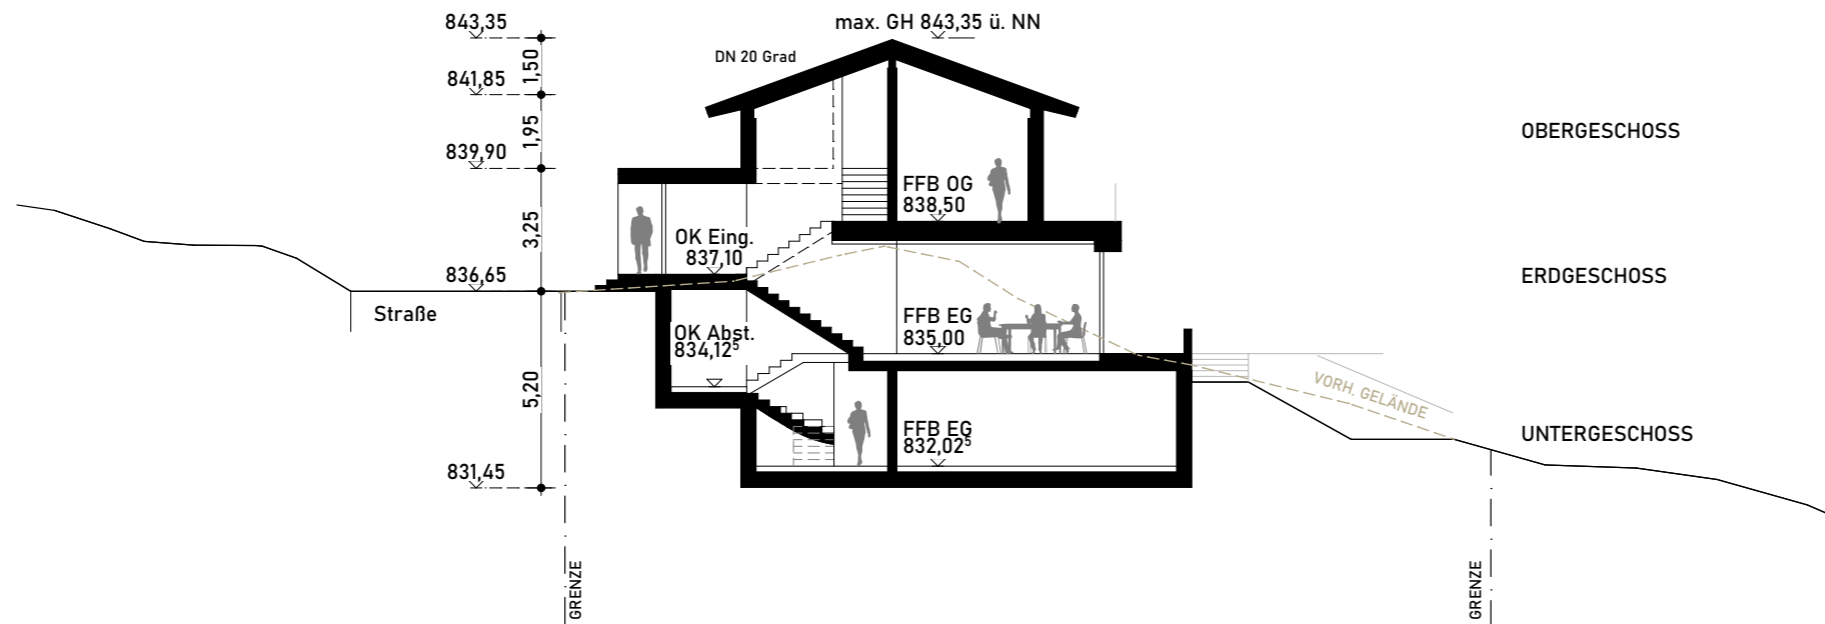 843,35
max. GH 843,35 ü. NN
1,50
DN 20 Grad
841,85
1,95
OBERGESCHOSS
839,90
FFB OG
838,50
3,25
OK Eing.
837,10
836,65
ERDGESCHOSS
Straße
FFB EG
835,00
OK Abst.
834,12⁵
5,20
VORH. GELÄNDE
FFB EG
832,02⁵
UNTERGESCHOSS
831,45
GRENZE
GRENZE